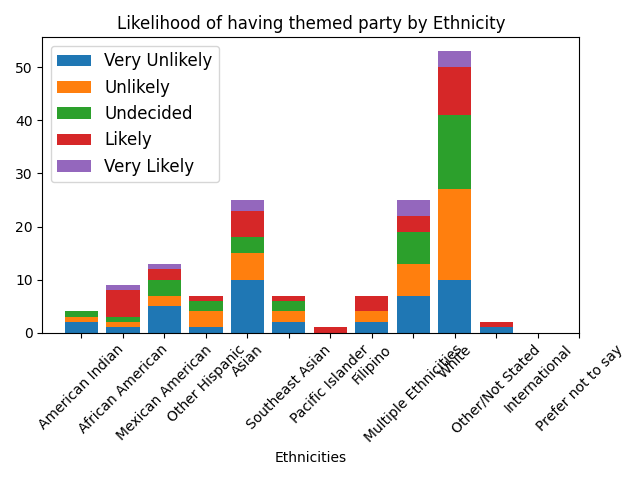 Likelihood of having themed party by Ethnicity
Very Unlikely
Unlikely
Undecided
Likely
Very Likely
50
40
30
20
10
0
American Indian
African American
Mexican American
Other Hispanic
Asian
Southeast Asian
Pacific Islander
Filipino
Multiple Ethnicities
White
Other/Not Stated
International
Prefer not to say
Ethnicities